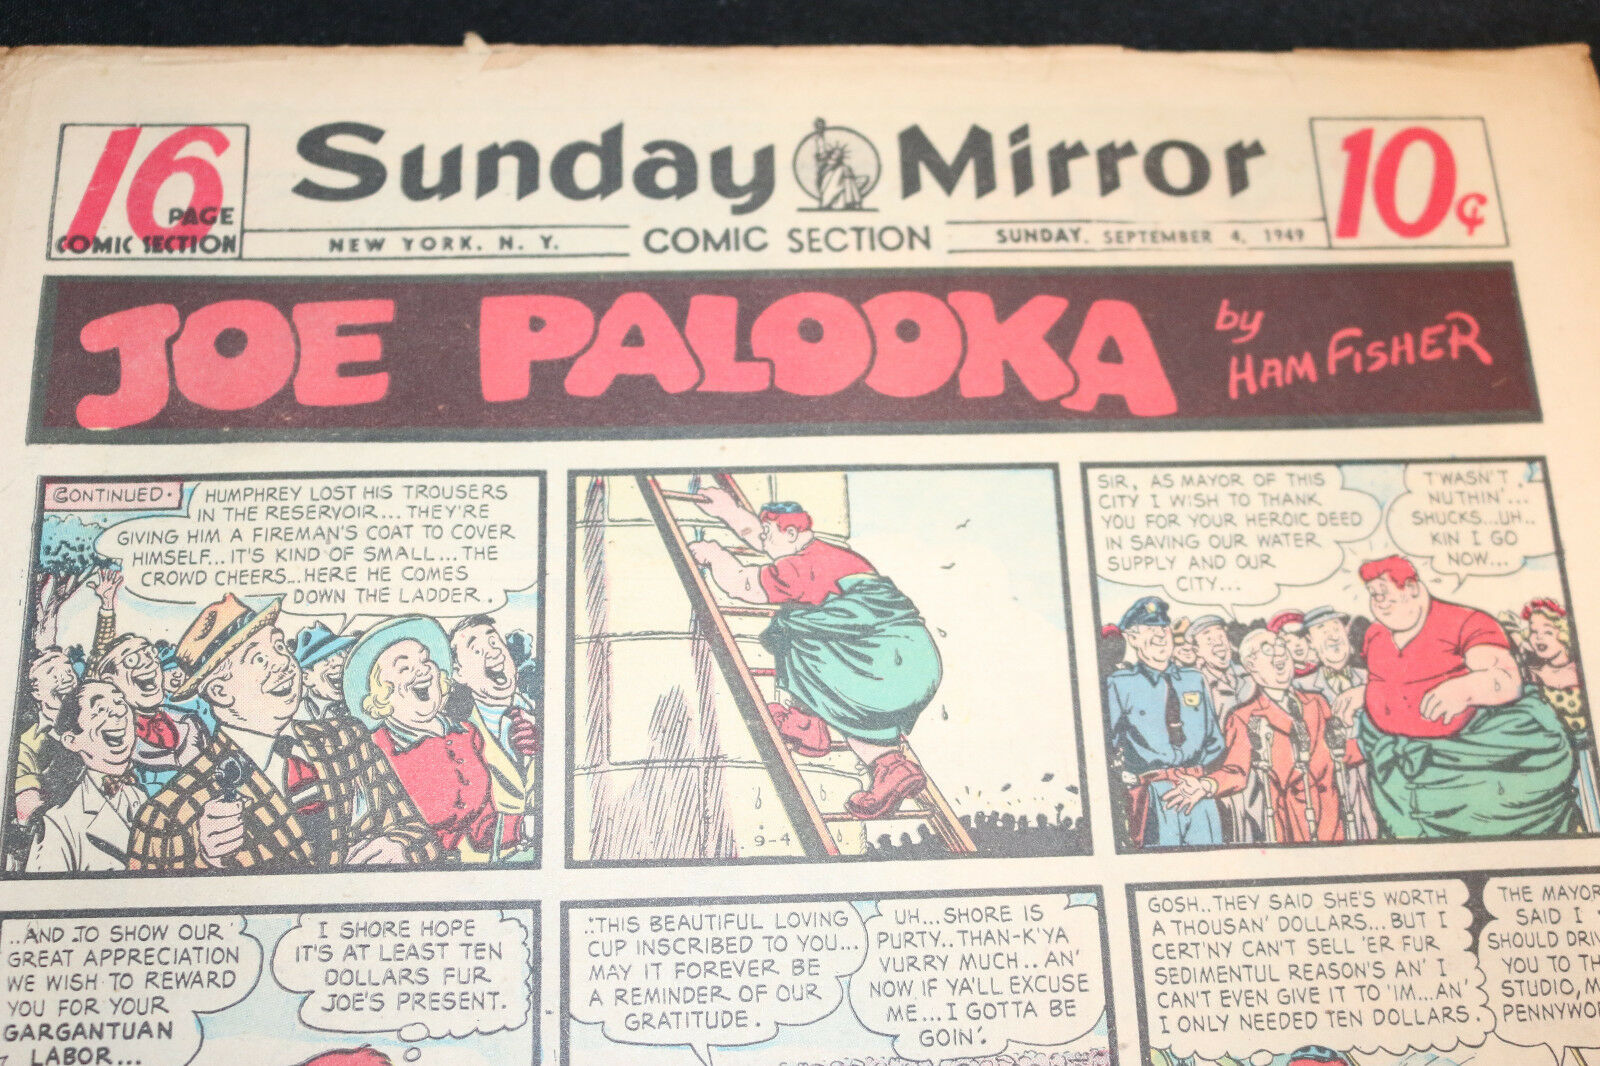 16
PAGE
COMIC SECTION
Sunday Mirror
NEW YORK. N. Y.
COMIC SECTION
SUNDAY, SEPTEMBER 4, 1949
10¢
JOE PALOOKA
by
HAM FISHER
CONTINUED.
HUMPHREY LOST HIS TROUSERS
IN THE RESERVOIR... THEY'RE
GIVING HIM A FIREMAN'S COAT TO COVER
HIMSELF... IT'S KIND OF SMALL... THE
CROWD CHEERS... HERE HE COMES
DOWN THE LADDER.
9-4
SIR, AS MAYOR OF THIS
CITY I WISH TO THANK
YOU FOR YOUR HEROIC DEED
IN SAVING OUR WATER
SUPPLY AND OUR
CITY...
T'WASN'T
NUTHIN'...
SHUCKS...UH..
KIN I GO
NOW...
..AND TO SHOW OUR
GREAT APPRECIATION
WE WISH TO REWARD
YOU FOR YOUR
GARGANTUAN
LABOR...
I SHORE HOPE
IT'S AT LEAST TEN
DOLLARS FUR
JOE'S PRESENT.
..THIS BEAUTIFUL LOVING
CUP INSCRIBED TO YOU...
MAY IT FOREVER BE
A REMINDER OF OUR
GRATITUDE.
UH...SHORE IS
PURTY..THAN-K'YA
VURRY MUCH.. AN'
NOW IF YA'LL EXCUSE
ME... I GOTTA BE
GOIN'.
GOSH..THEY SAID SHE'S WORTH
A THOUSAN' DOLLARS... BUT I
CERT'NY CAN'T SELL 'ER FUR
SEDIMENTUL REASON'S AN' I
CAN'T EVEN GIVE IT TO 'IM...AN'
I ONLY NEEDED TEN DOLLARS.
THE MAYOR
SAID I
SHOULD DRIV
YOU TO TH
STUDIO, M
PENNYWO